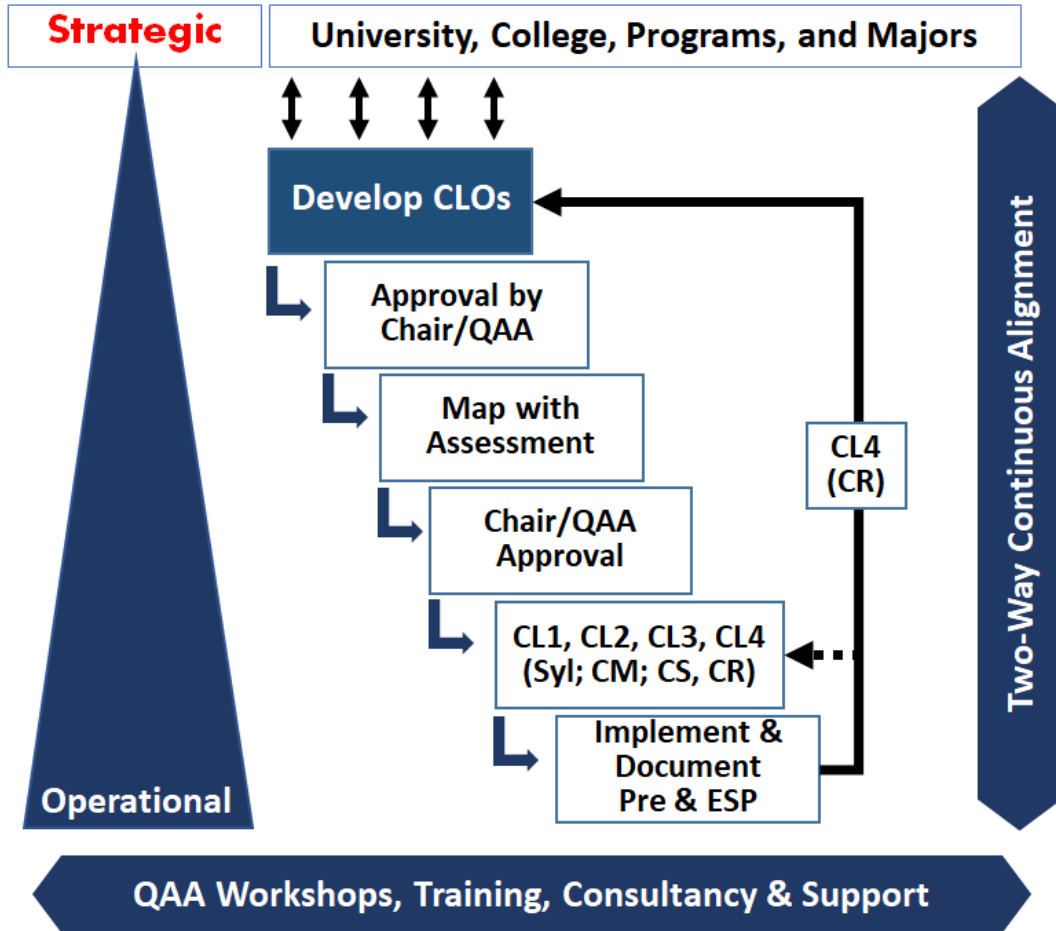 Strategic
University, College, Programs, and Majors
Develop CLOs
Approval by
Chair/QAA
Map with
Assessment
CL4
(CR)
Chair/QAA
Approval
CL1, CL2, CL3, CL4
(Syl; CM; CS, CR)
Implement &
Document
Pre & ESP
Operational
Two-Way Continuous Alignment
QAA Workshops, Training, Consultancy & Support